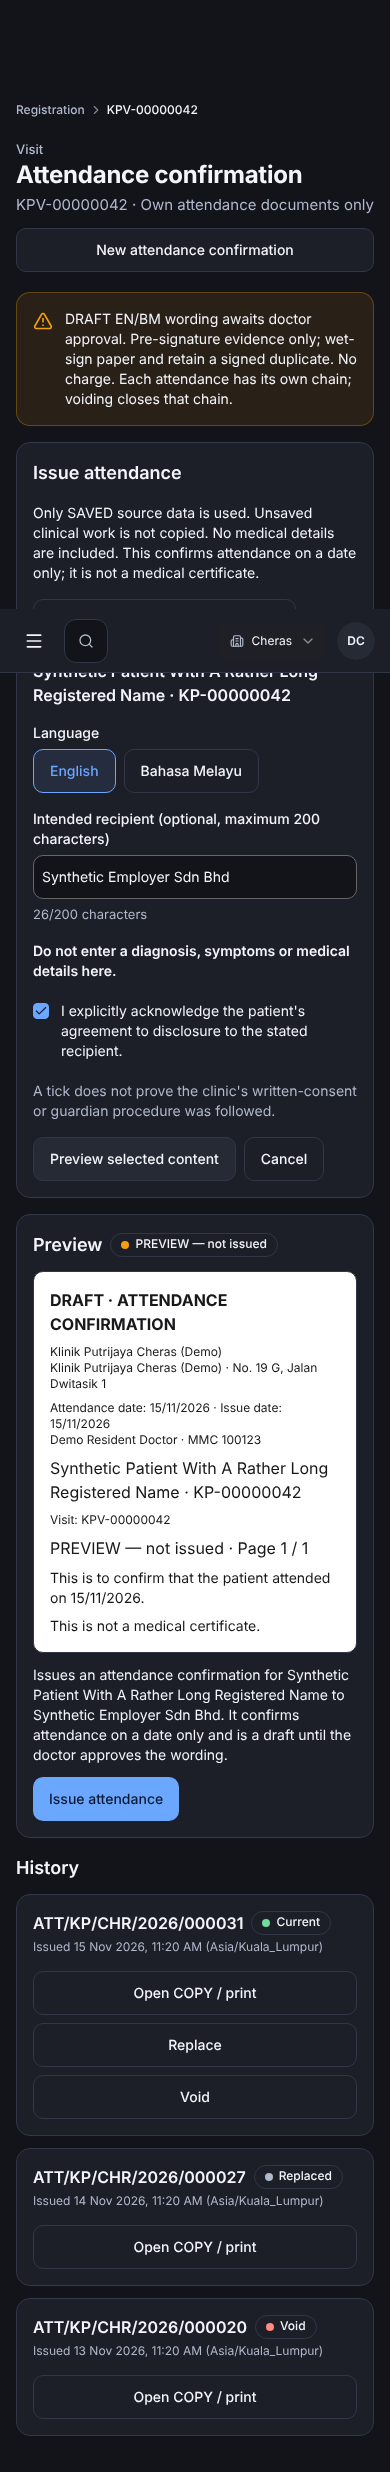 Registration > KPV-00000042
Visit
Attendance confirmation
KPV-00000042 · Own attendance documents only
New attendance confirmation
DRAFT EN/BM wording awaits doctor
approval. Pre-signature evidence only; wet-
sign paper and retain a signed duplicate. No
charge. Each attendance has its own chain;
voiding closes that chain.
Issue attendance
Only SAVED source data is used. Unsaved
clinical work is not copied. No medical details
are included. This confirms attendance on a date
only; it is not a medical certificate.
Cheras
DC
Synthetic Patient With A Rather Long
Registered Name · KP-00000042
Language
English
Bahasa Melayu
Intended recipient (optional, maximum 200
characters)
Synthetic Employer Sdn Bhd
26/200 characters
Do not enter a diagnosis, symptoms or medical
details here.
I explicitly acknowledge the patient's
agreement to disclosure to the stated
recipient.
A tick does not prove the clinic's written-consent
or guardian procedure was followed.
Preview selected content
Cancel
Preview
PREVIEW — not issued
DRAFT · ATTENDANCE
CONFIRMATION
Klinik Putrijaya Cheras (Demo)
Klinik Putrijaya Cheras (Demo) · No. 19 G, Jalan
Dwitasik 1
Attendance date: 15/11/2026 · Issue date:
15/11/2026
Demo Resident Doctor · MMC 100123
Synthetic Patient With A Rather Long
Registered Name · KP-00000042
Visit: KPV-00000042
PREVIEW — not issued · Page 1 / 1
This is to confirm that the patient attended
on 15/11/2026.
This is not a medical certificate.
Issues an attendance confirmation for Synthetic
Patient With A Rather Long Registered Name to
Synthetic Employer Sdn Bhd. It confirms
attendance on a date only and is a draft until the
doctor approves the wording.
Issue attendance
History
ATT/KP/CHR/2026/000031
Current
Issued 15 Nov 2026, 11:20 AM (Asia/Kuala_Lumpur)
Open COPY / print
Replace
Void
ATT/KP/CHR/2026/000027
Replaced
Issued 14 Nov 2026, 11:20 AM (Asia/Kuala_Lumpur)
Open COPY / print
ATT/KP/CHR/2026/000020
Void
Issued 13 Nov 2026, 11:20 AM (Asia/Kuala_Lumpur)
Open COPY / print